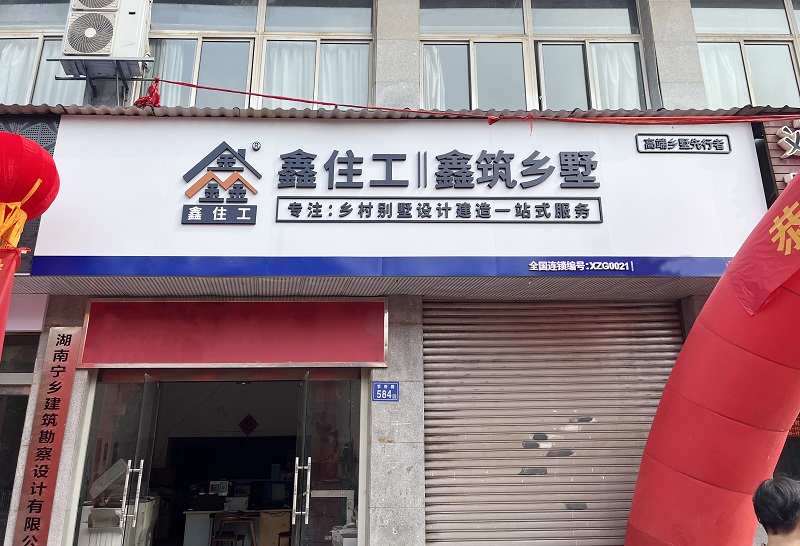 高端乡墅先行者
鑫 ®
鑫住工
鑫住工||鑫筑乡墅
专注：乡村别墅设计建造一站式服务
全国连锁编号：XZG0021
湖南宁乡建筑勘察设计有限公
584
恭